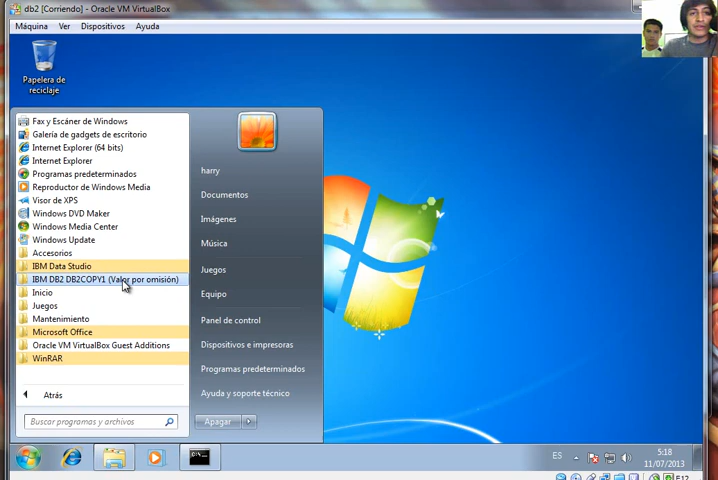 db2 [Corriendo] - Oracle VM VirtualBox
Máquina Ver Dispositivos Ayuda
Papelera de
reciclaje
Fax y Escáner de Windows
Galería de gadgets de escritorio
Internet Explorer (64 bits)
Internet Explorer
Programas predeterminados
Reproductor de Windows Media
Visor de XPS
Windows DVD Maker
Windows Media Center
Windows Update
Accesorios
IBM Data Studio
IBM DB2 DB2COPY1 (Valor por omisión)
Inicio
Juegos
Mantenimiento
Microsoft Office
Oracle VM VirtualBox Guest Additions
WinRAR
Atrás
Buscar programas y archivos
harry
Documentos
Imágenes
Música
Juegos
Equipo
Panel de control
Dispositivos e impresoras
Programas predeterminados
Ayuda y soporte técnico
Apagar
ES
5:18
11/07/2013